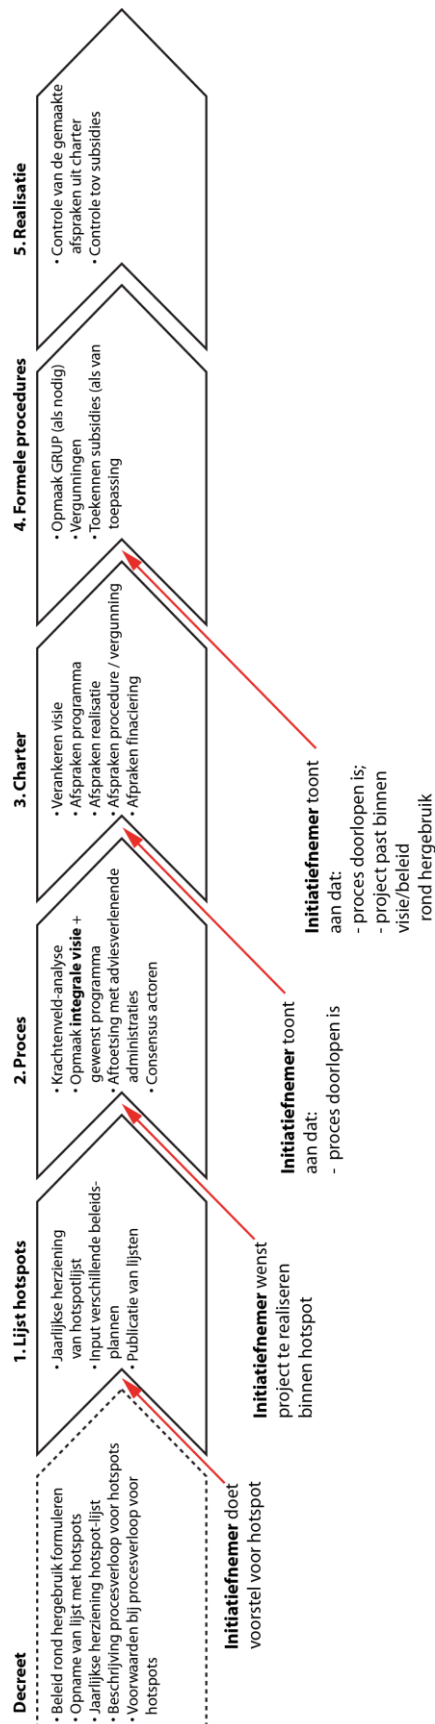 Decreet
• Beleid rond hergebruik formuleren
• Opname van lijst met hotspots
• Jaarlijkse herziening hotspot-lijst
• Beschrijving procesverloop voor hotspots
• Voorwaarden bij procesverloop voor
hotspots
1. Lijst hotspots
• Jaarlijkse herziening
van hotspotlijst
• Input verschillende beleids-
plannen
• Publicatie van lijsten
2. Proces
• Krachtenveld-analyse
• Opmaak integrale visie +
gewenst programma
• Aftoetsing met adviesverlenende
administraties
• Consensus actoren
3. Charter
• Verankeren visie
• Afspraken programma
• Afspraken realisatie
• Afspraken procedure / vergunning
• Afpraken finaciering
4. Formele procedures
• Opmaak GRUP (als nodig)
• Vergunningen
• Toekennen subsidies (als van
toepassing
5. Realisatie
• Controle van de gemaakte
afspraken uit charter
• Controle tov subsidies
Initiatiefnemer doet
voorstel voor hotspot
Initiatiefnemer wenst
project te realiseren
binnen hotspot
Initiatiefnemer toont
aan dat:
- proces doorlopen is
Initiatiefnemer toont
aan dat:
- proces doorlopen is;
- project past binnen
visie/beleid
rond hergebruik